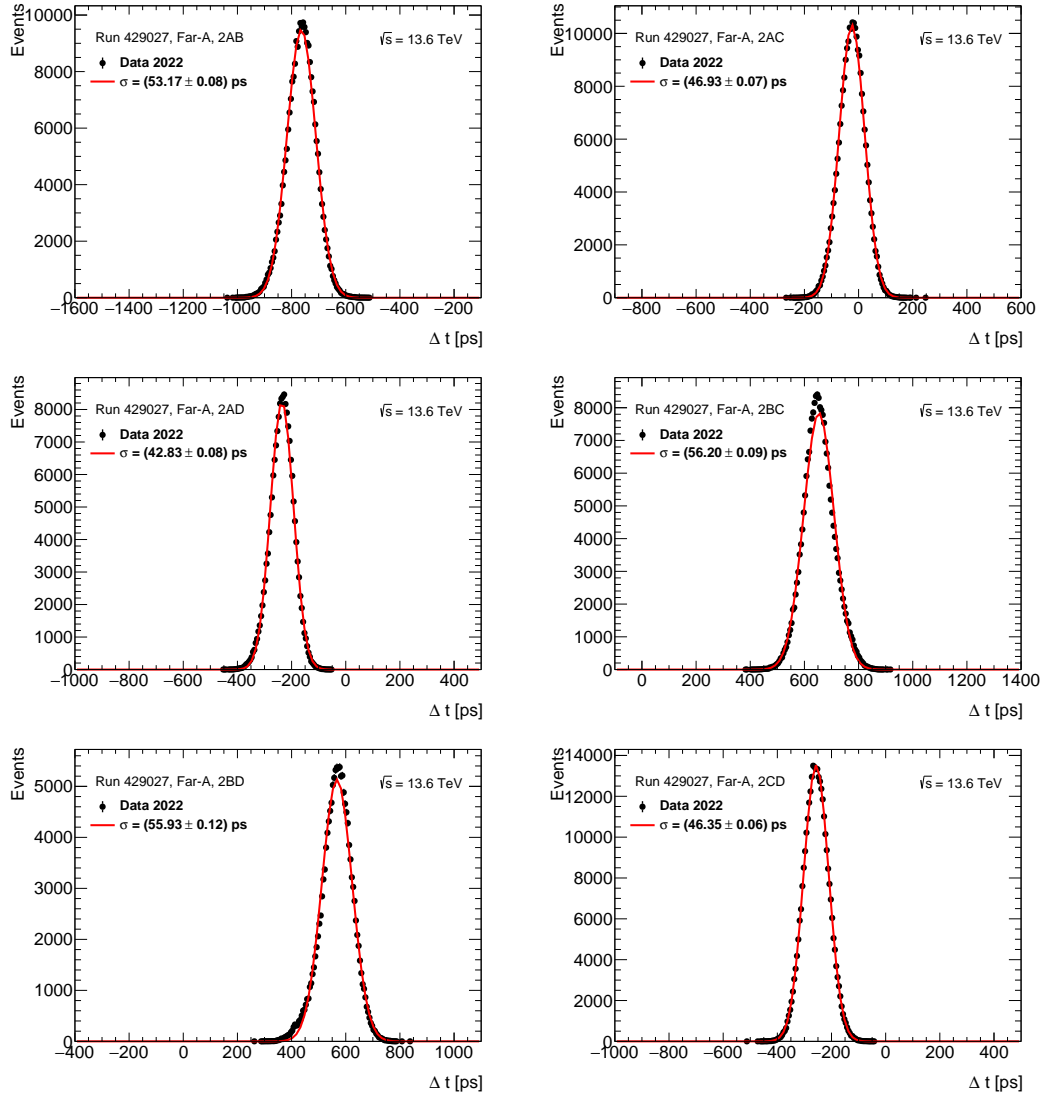 Events
10000
8000
6000
4000
2000
0
Run 429027, Far-A, 2AB
√s = 13.6 TeV
Data 2022
σ = (53.17 ± 0.08) ps
−1600 −1400 −1200 −1000 −800 −600 −400 −200
Δ t [ps]
Events
10000
8000
6000
4000
2000
0
Run 429027, Far-A, 2AC
√s = 13.6 TeV
Data 2022
σ = (46.93 ± 0.07) ps
−800 −600 −400 −200 0 200 400 600
Δ t [ps]
Events
8000
7000
6000
5000
4000
3000
2000
1000
0
Run 429027, Far-A, 2AD
√s = 13.6 TeV
Data 2022
σ = (42.83 ± 0.08) ps
−1000 −800 −600 −400 −200 0 200 400
Δ t [ps]
Events
8000
7000
6000
5000
4000
3000
2000
1000
0
Run 429027, Far-A, 2BC
√s = 13.6 TeV
Data 2022
σ = (56.20 ± 0.09) ps
0 200 400 600 800 1000 1200 1400
Δ t [ps]
Events
5000
4000
3000
2000
1000
0
Run 429027, Far-A, 2BD
√s = 13.6 TeV
Data 2022
σ = (55.93 ± 0.12) ps
−400 −200 0 200 400 600 800 1000
Δ t [ps]
Events
14000
12000
10000
8000
6000
4000
2000
0
Run 429027, Far-A, 2CD
√s = 13.6 TeV
Data 2022
σ = (46.35 ± 0.06) ps
−1000 −800 −600 −400 −200 0 200 400
Δ t [ps]